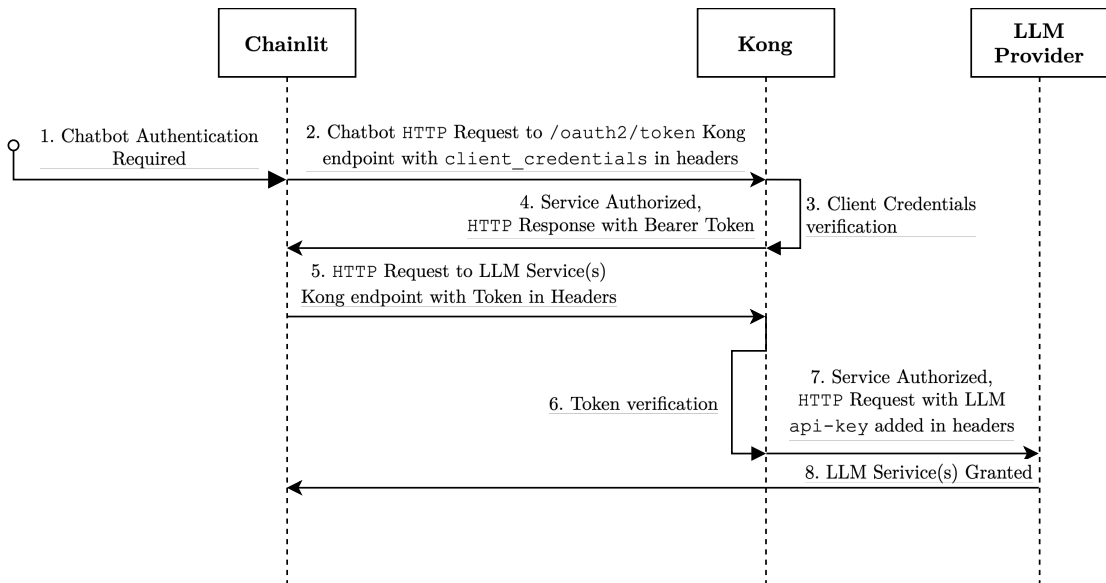 Chainlit
Kong
LLM
Provider
1. Chatbot Authentication
Required
2. Chatbot HTTP Request to /oauth2/token Kong
endpoint with client_credentials in headers
3. Client Credentials
verification
4. Service Authorized,
HTTP Response with Bearer Token
5. HTTP Request to LLM Service(s)
Kong endpoint with Token in Headers
6. Token verification
7. Service Authorized,
HTTP Request with LLM
api-key added in headers
8. LLM Serivice(s) Granted